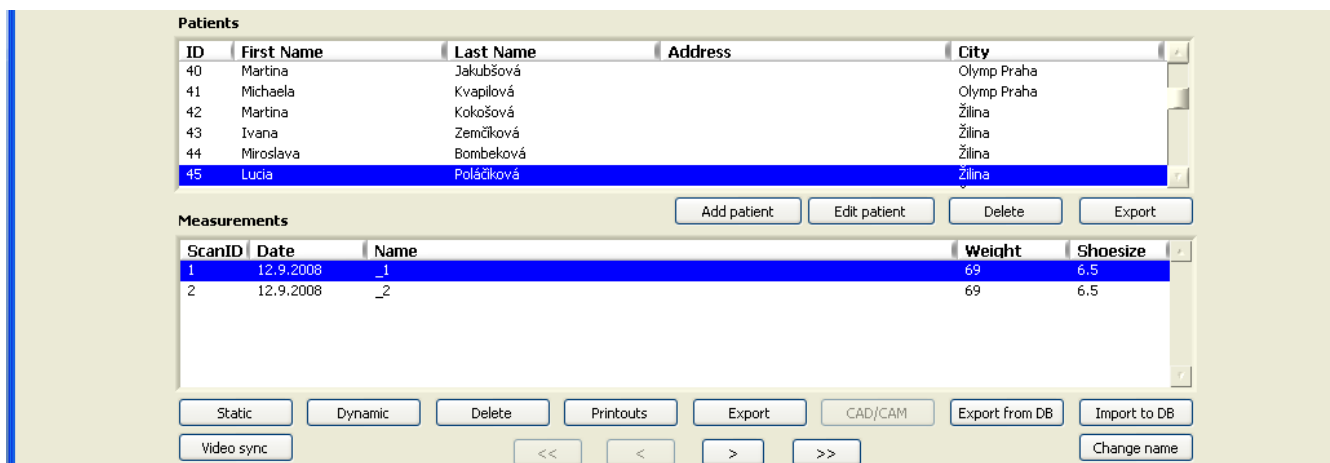 Patients
ID First Name Last Name Address City
40 Martina Jakubšová Olymp Praha
41 Michaela Kvapilová Olymp Praha
42 Martina Kokošová Žilina
43 Ivana Zemčíková Žilina
44 Miroslava Bombeková Žilina
45 Lucia Poláčiková Žilina
Add patient Edit patient Delete Export
Measurements
ScanID Date Name Weight Shoesize
1 12.9.2008 _1 69 6.5
2 12.9.2008 _2 69 6.5
Static Dynamic Delete Printouts Export CAD/CAM Export from DB Import to DB
Video sync << < > >> Change name